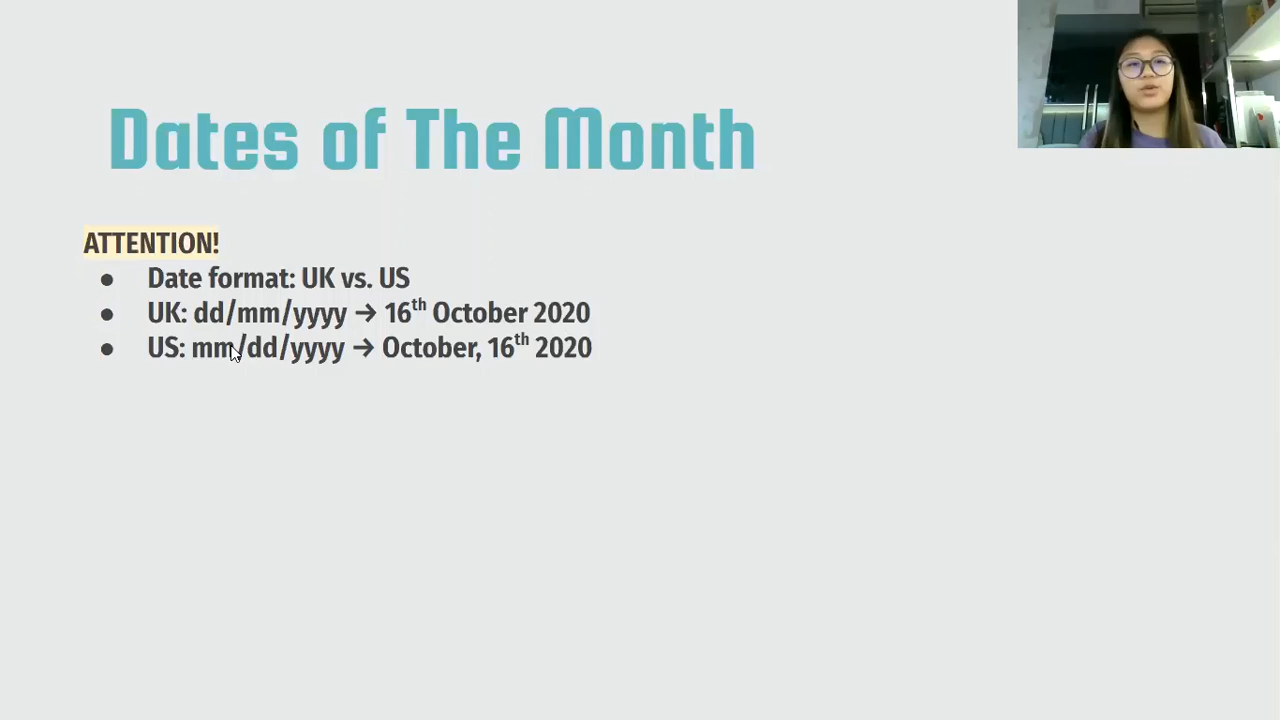 Dates of The Month
ATTENTION!
● Date format: UK vs. US
● UK: dd/mm/yyyy → 16th October 2020
● US: mm/dd/yyyy → October, 16th 2020